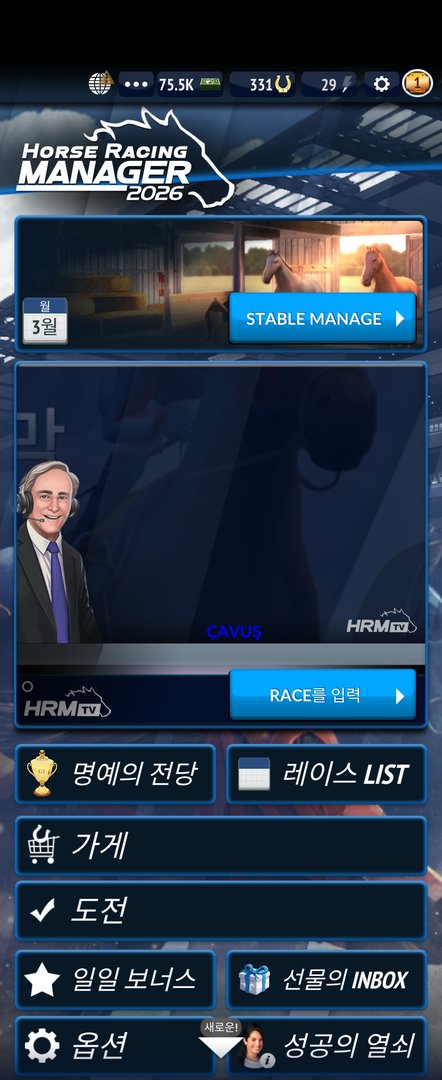 75.5K
331
29
1
HORSE RACING
MANAGER
2026
월
3월
STABLE MANAGE
막
ÇAVUŞ
HRM TV
HRM TV
RACE를 입력
명예의 전당
레이스 LIST
가게
도전
일일 보너스
선물의 INBOX
옵션
새로운!
성공의 열쇠